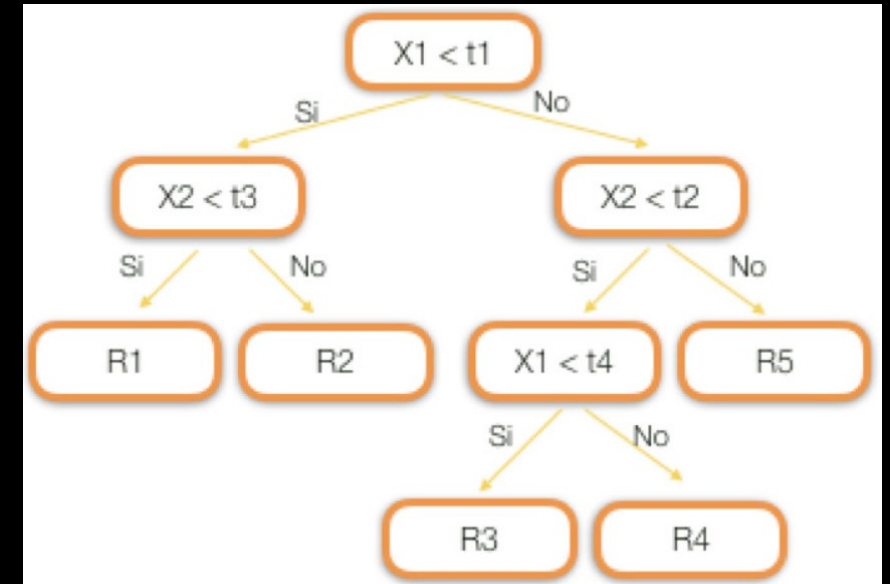 X1 < t1
Si
No
X2 < t3
X2 < t2
Si
No
Si
No
R1
R2
X1 < t4
R5
Si
No
R3
R4